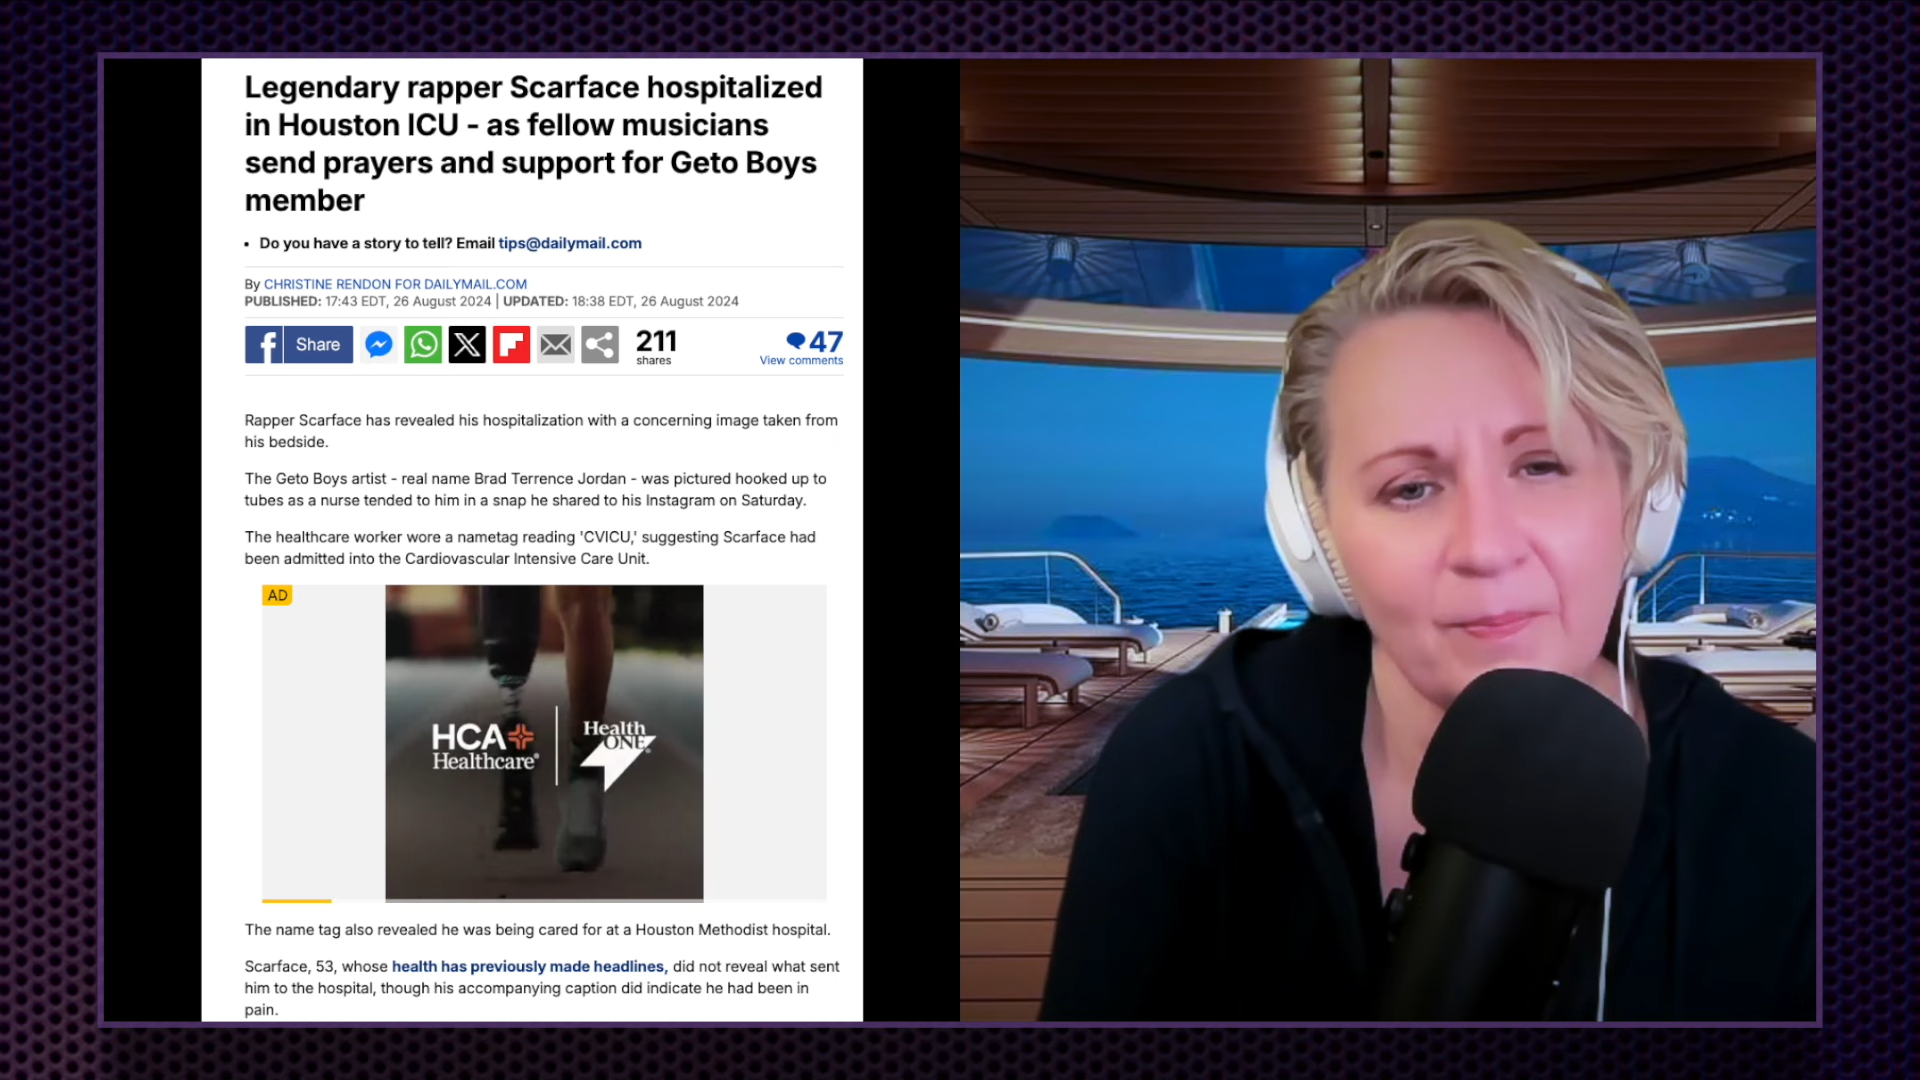 Legendary rapper Scarface hospitalized
in Houston ICU - as fellow musicians
send prayers and support for Geto Boys
member
• Do you have a story to tell? Email tips@dailymail.com
By CHRISTINE RENDON FOR DAILYMAIL.COM
PUBLISHED: 17:43 EDT, 26 August 2024 | UPDATED: 18:38 EDT, 26 August 2024
f Share 211 47
shares View comments
Rapper Scarface has revealed his hospitalization with a concerning image taken from
his bedside.
The Geto Boys artist - real name Brad Terrence Jordan - was pictured hooked up to
tubes as a nurse tended to him in a snap he shared to his Instagram on Saturday.
The healthcare worker wore a nametag reading 'CVICU,' suggesting Scarface had
been admitted into the Cardiovascular Intensive Care Unit.
AD
HCA
Healthcare®
Health
ONE®
The name tag also revealed he was being cared for at a Houston Methodist hospital.
Scarface, 53, whose health has previously made headlines, did not reveal what sent
him to the hospital, though his accompanying caption did indicate he had been in
pain.